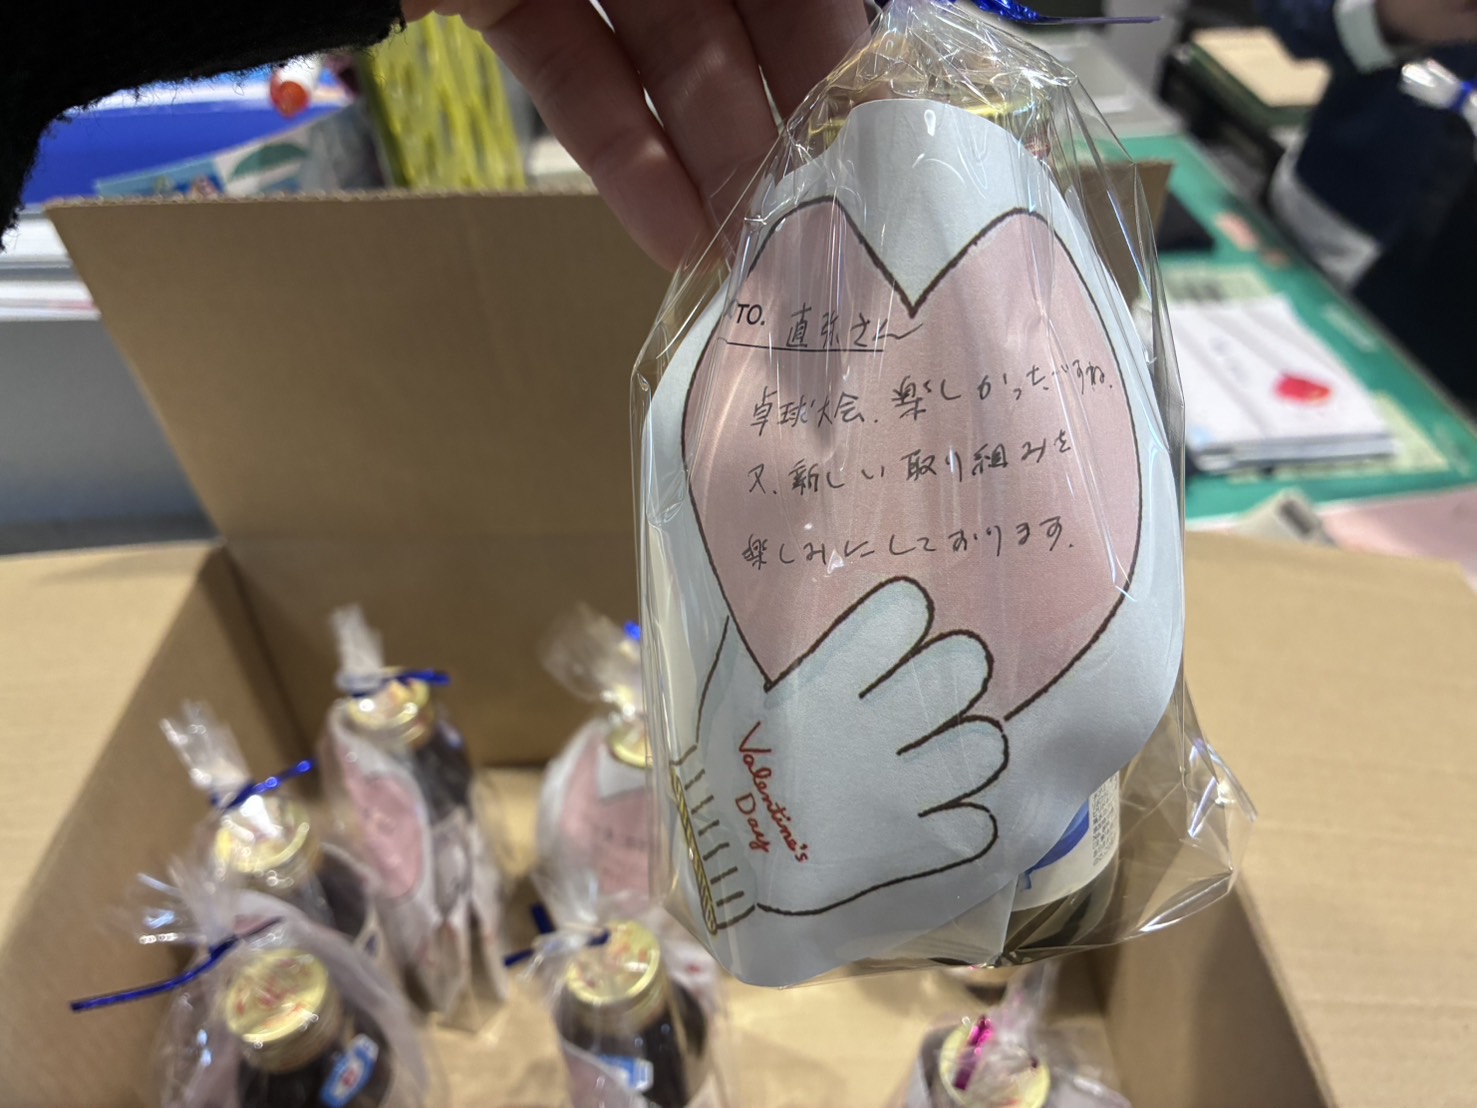 TO. 直弥さん
卓球大会、楽しかったですね。
又、新しい取り組みを
楽しみにしております。
Valentine's
Day